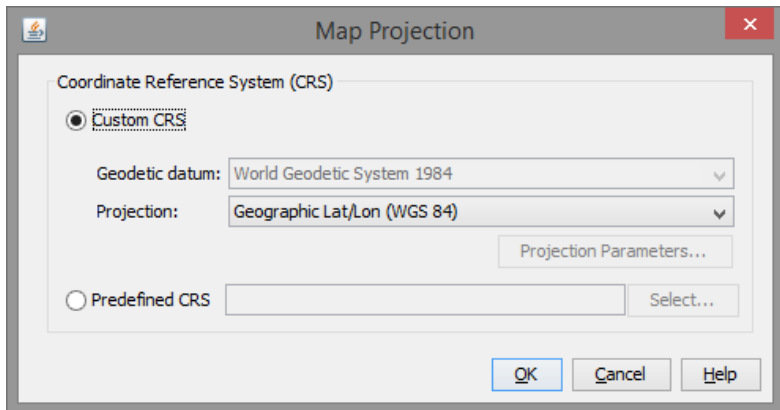 Map Projection
Coordinate Reference System (CRS)
Custom CRS
Geodetic datum: World Geodetic System 1984
Projection: Geographic Lat/Lon (WGS 84)
Projection Parameters...
Predefined CRS Select...
OK Cancel Help